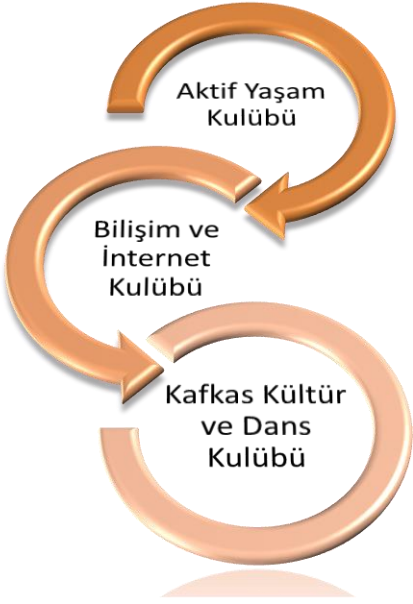 Aktif Yaşam
Kulübü
Bilişim ve
İnternet
Kulübü
Kafkas Kültür
ve Dans
Kulübü